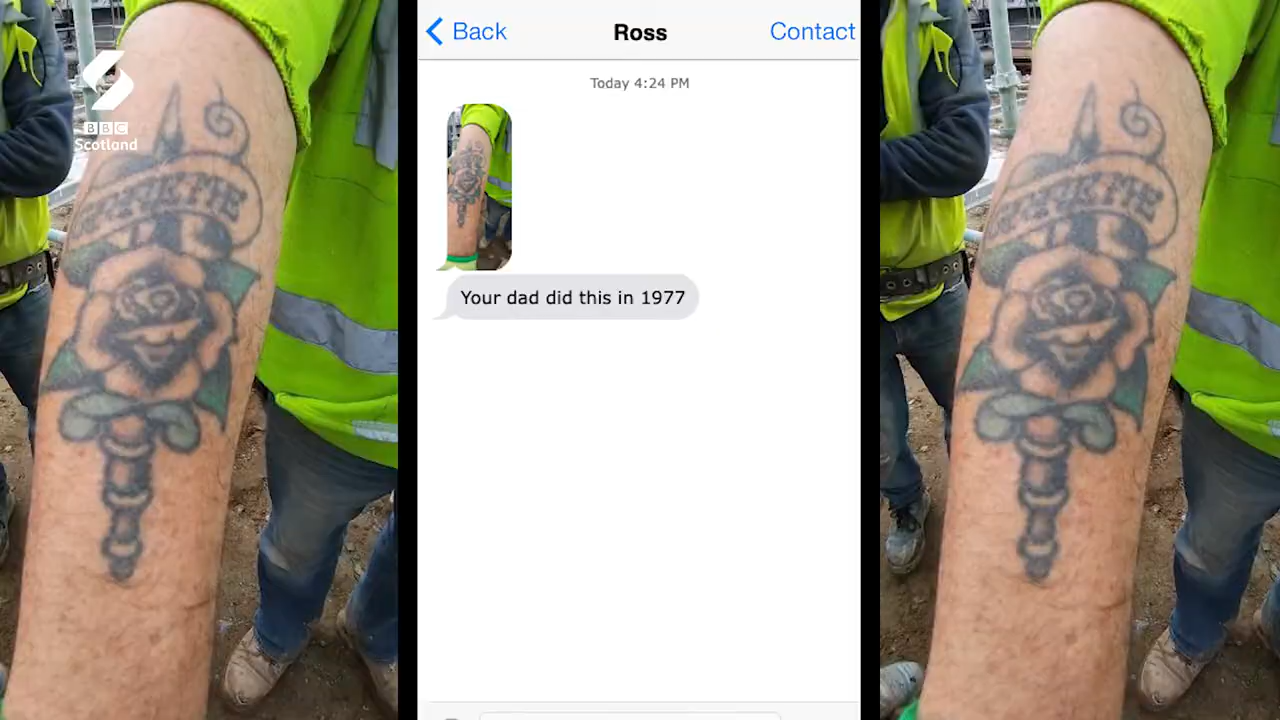 BBC
Scotland
Back
Ross
Contact
Today 4:24 PM
Your dad did this in 1977